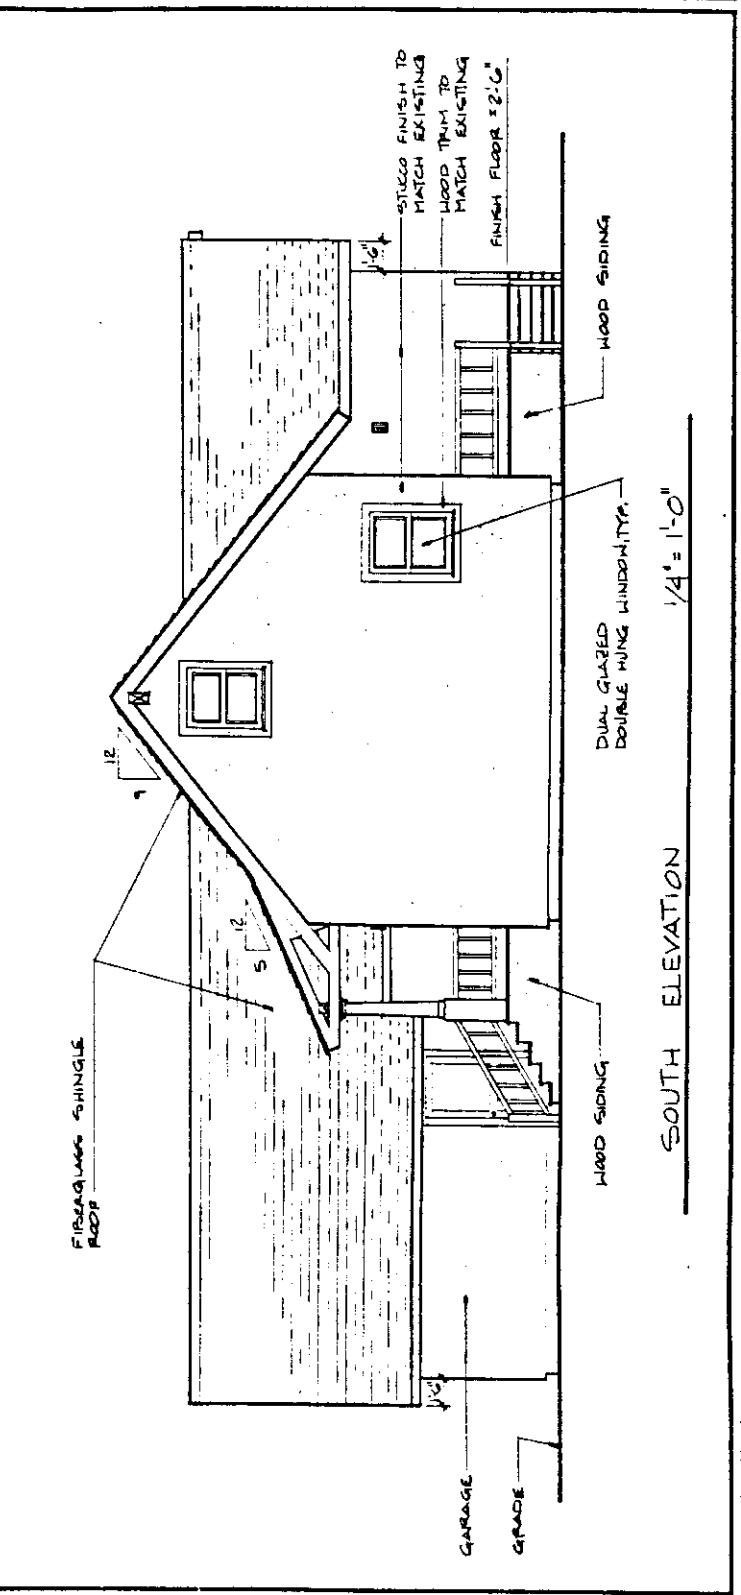 FIBERGLASS SHINGLE
ROOF
12
9
12
5
1'-6"
STUCCO FINISH TO
MATCH EXISTING
WOOD TRIM TO
MATCH EXISTING
FINISH FLOOR ±2'-6"
1'-6"
GARAGE
GRADE
WOOD SIDING
DUAL GLAZED
DOUBLE HUNG WINDOW, TYP.
WOOD SIDING
SOUTH ELEVATION 1/4" = 1'-0"